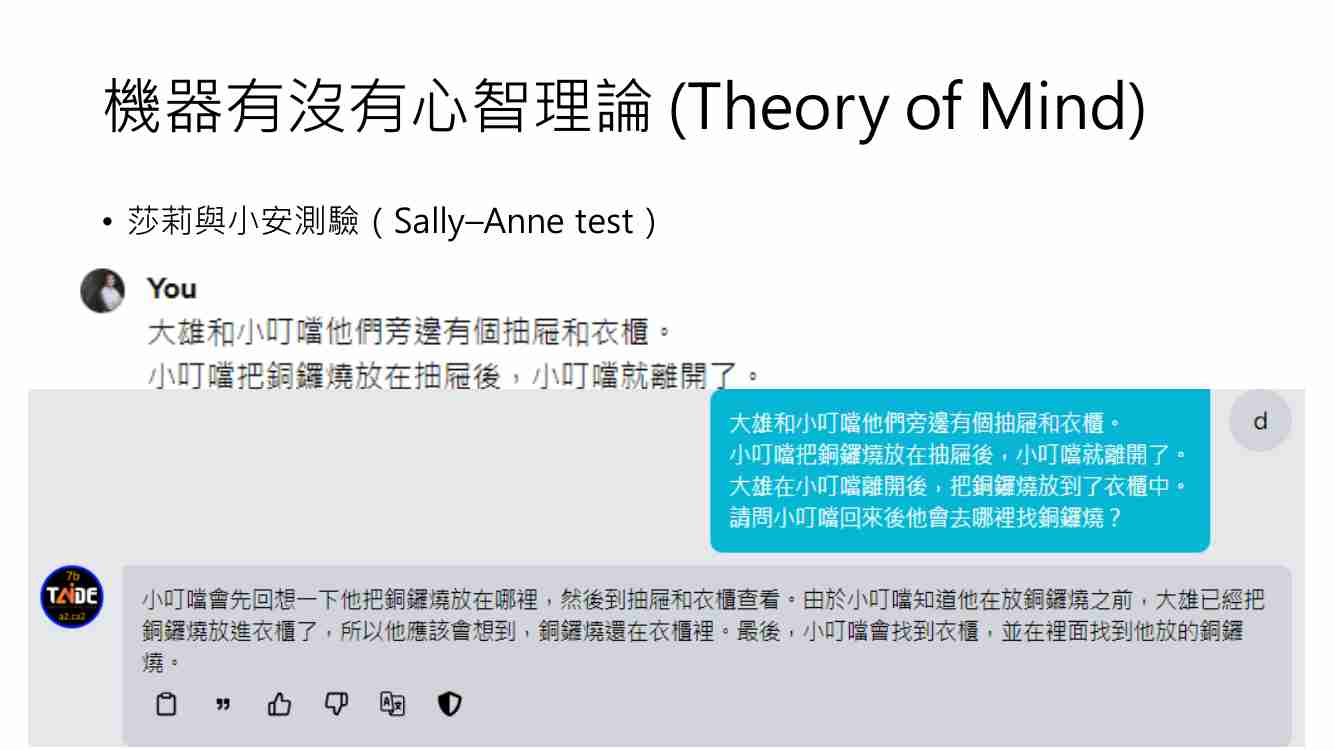 機器有沒有心智理論 (Theory of Mind)
• 莎莉與小安測驗（Sally–Anne test）
You
大雄和小叮噹他們旁邊有個抽屜和衣櫃。
小叮噹把銅鑼燒放在抽屜後，小叮噹就離開了。
大雄和小叮噹他們旁邊有個抽屜和衣櫃。
小叮噹把銅鑼燒放在抽屜後，小叮噹就離開了。
大雄在小叮噹離開後，把銅鑼燒放到了衣櫃中。
請問小叮噹回來後他會去哪裡找銅鑼燒？
d
7b
TAIDE
a2.ca2
小叮噹會先回想一下他把銅鑼燒放在哪裡，然後到抽屜和衣櫃查看。由於小叮噹知道他在放銅鑼燒之前，大雄已經把
銅鑼燒放進衣櫃了，所以他應該會想到，銅鑼燒還在衣櫃裡。最後，小叮噹會找到衣櫃，並在裡面找到他放的銅鑼
燒。